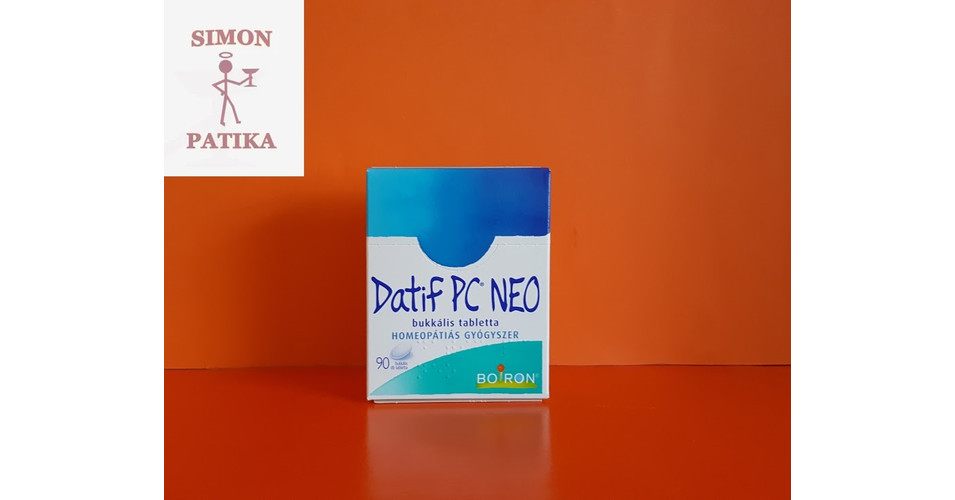 SIMON
PATIKA
Datif PC® NEO
bukkális tabletta
HOMEOPÁTIÁS GYÓGYSZER
90
BOIRON®